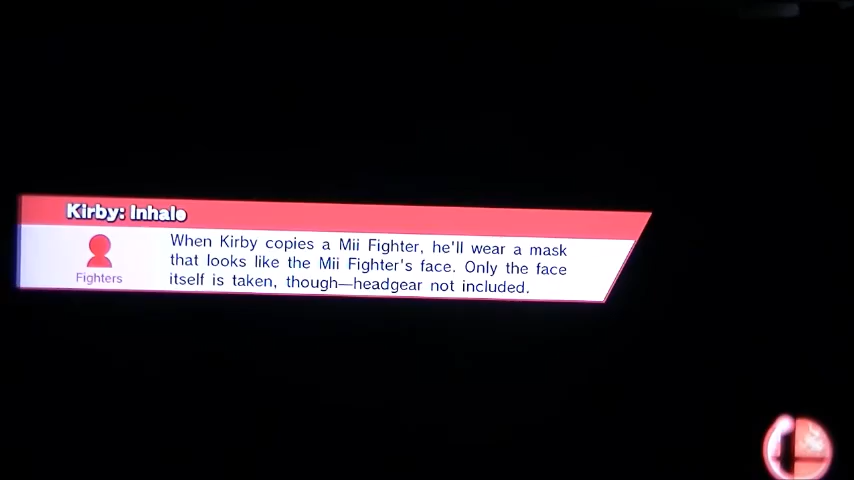 Kirby: Inhale
When Kirby copies a Mii Fighter, he'll wear a mask
that looks like the Mii Fighter's face. Only the face
itself is taken, though—headgear not included.
Fighters